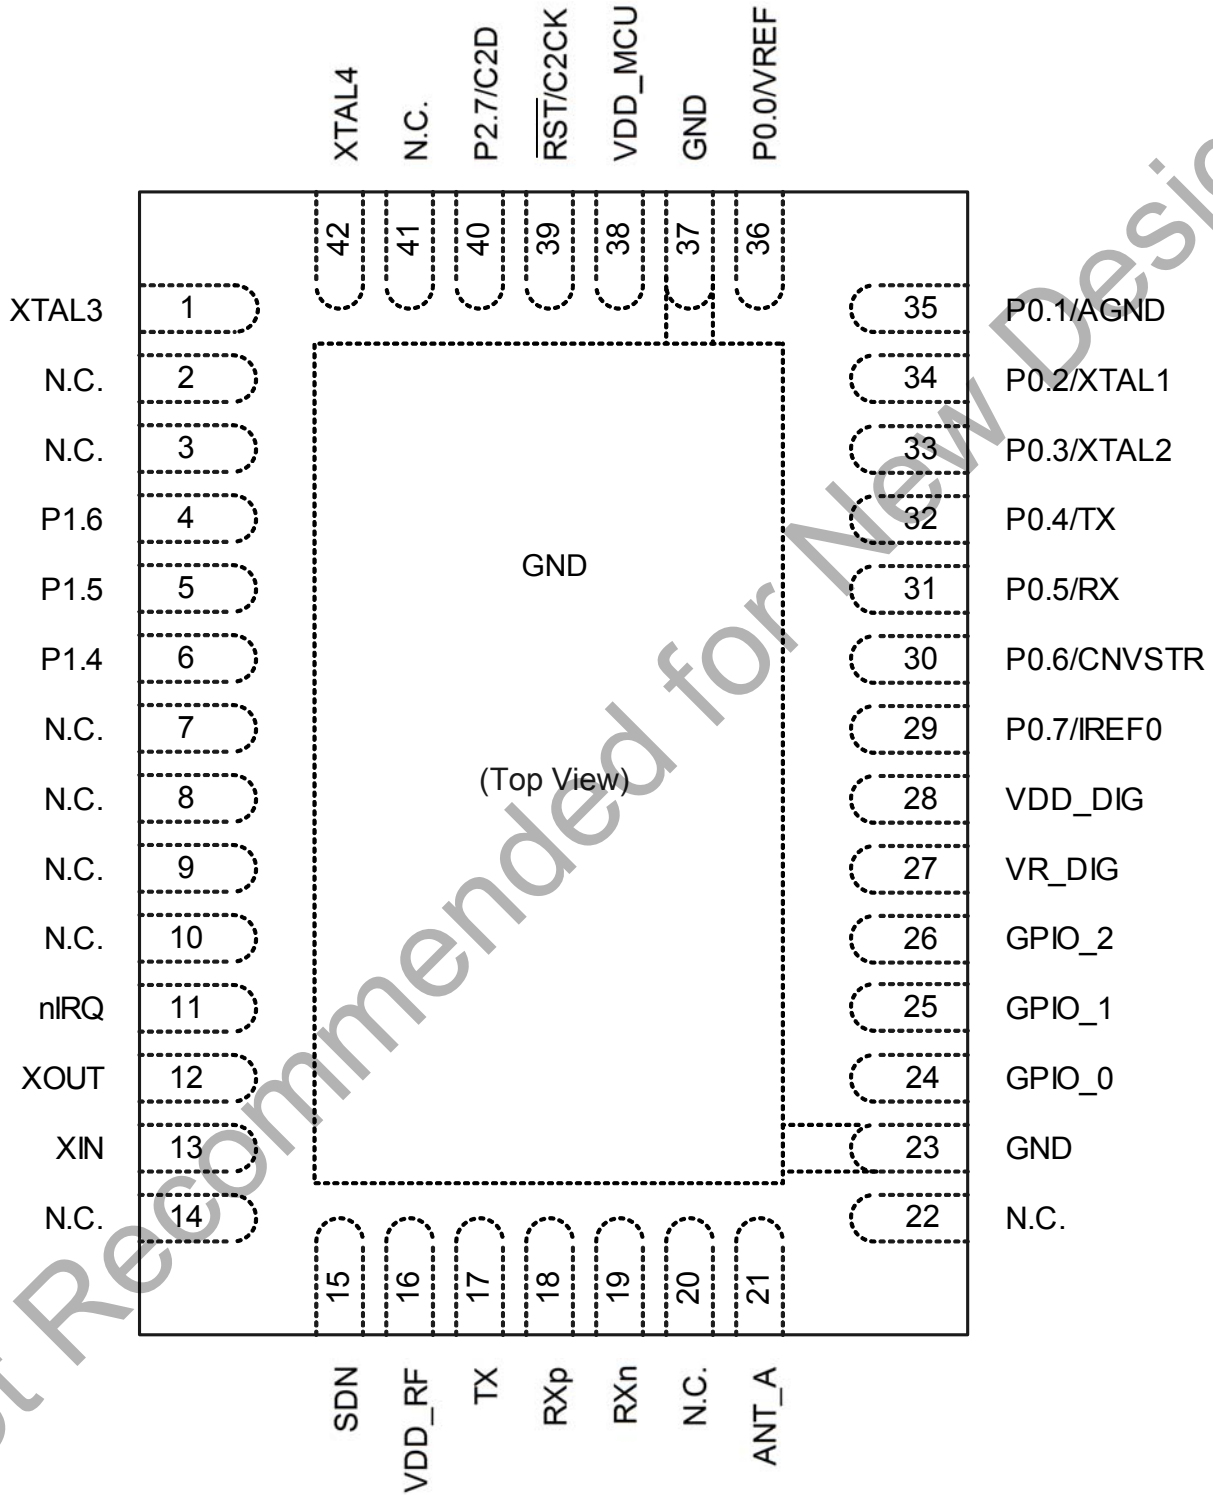 XTAL4
N.C.
P2.7/C2D
RST/C2CK
VDD_MCU
GND
P0.0/VREF
42
41
40
39
38
37
36
XTAL3 1
N.C. 2
N.C. 3
P1.6 4
P1.5 5
P1.4 6
N.C. 7
N.C. 8
N.C. 9
N.C. 10
nIRQ 11
XOUT 12
XIN 13
N.C. 14
GND
(Top View)
35 P0.1/AGND
34 P0.2/XTAL1
33 P0.3/XTAL2
32 P0.4/TX
31 P0.5/RX
30 P0.6/CNVSTR
29 P0.7/IREF0
28 VDD_DIG
27 VR_DIG
26 GPIO_2
25 GPIO_1
24 GPIO_0
23 GND
22 N.C.
15
16
17
18
19
20
21
SDN
VDD_RF
TX
RXp
RXn
N.C.
ANT_A
Recommended for New